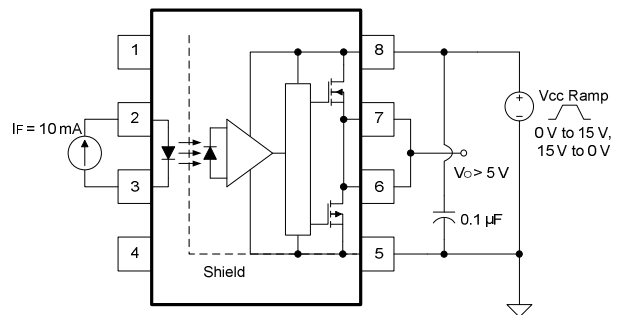 1
8
2
7
3
6
4
5
IF = 10 mA
Shield
VO > 5 V
0.1 µF
+
−
Vcc Ramp
0 V to 15 V,
15 V to 0 V